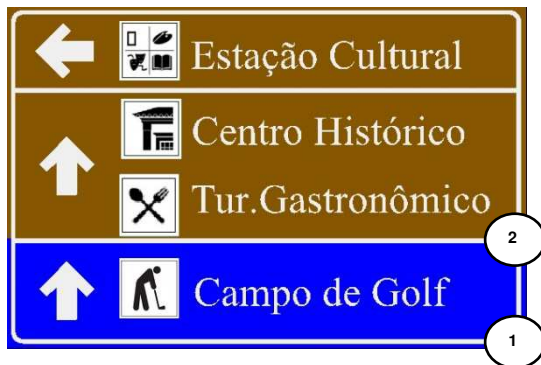 Estação Cultural
Centro Histórico
Tur.Gastronômico
2
Campo de Golf
1